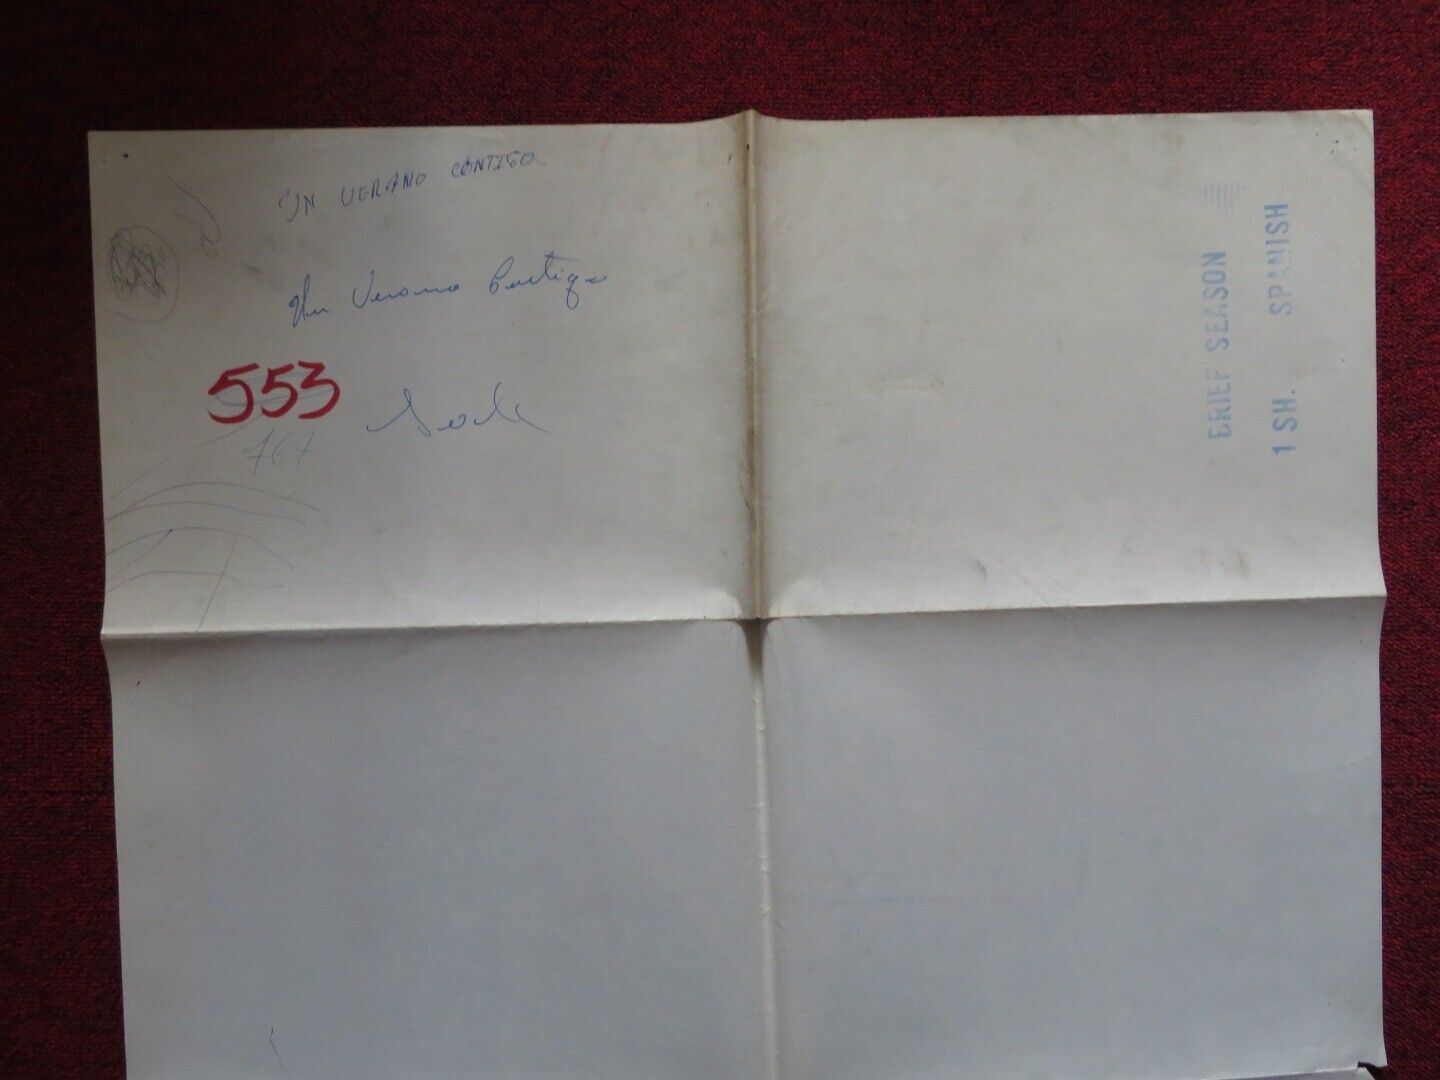 UN VERANO CONTIGO
Un Verano Contigo
553
767
BRIEF SEASON
1 SH. SPANISH